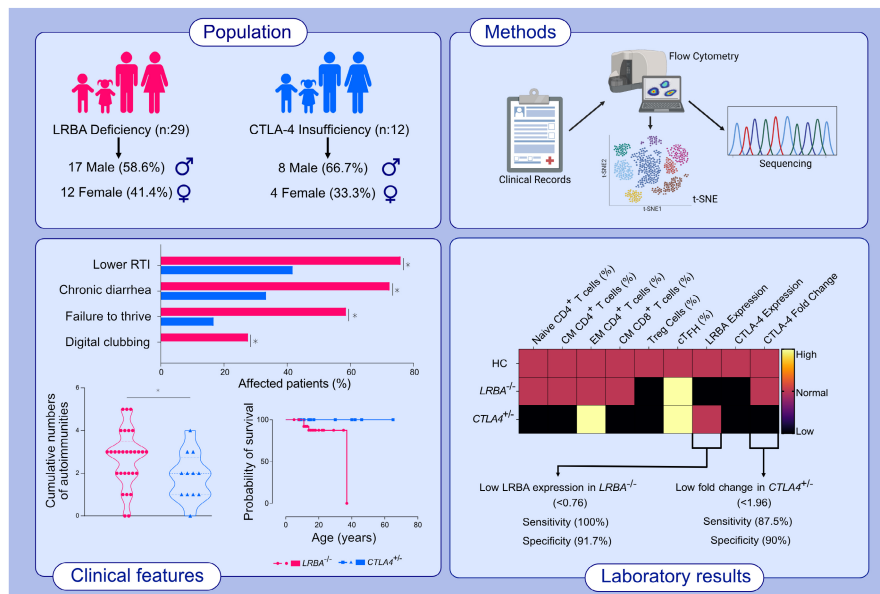 Population
LRBA Deficiency (n:29)
17 Male (58.6%)
12 Female (41.4%)
CTLA-4 Insufficiency (n:12)
8 Male (66.7%)
4 Female (33.3%)
Methods
Clinical Records
Flow Cytometry
t-SNE2
t-SNE1
t-SNE
Sequencing
Lower RTI
*
Chronic diarrhea
*
Failure to thrive
*
Digital clubbing
*
0 20 40 60 80
Affected patients (%)
Cumulative numbers
of autoimmunities
6
4
2
0
*
Probability of survival
100
50
0
0 20 40 60 80
Age (years)
LRBA-/- CTLA4+/-
Clinical features
Naive CD4+ T cells (%)
CM CD4+ T cells (%)
EM CD4+ T cells (%)
CM CD8+ T cells (%)
Treg Cells (%)
cTFH (%)
LRBA Expression
CTLA-4 Expression
CTLA-4 Fold Change
HC
LRBA-/-
CTLA4+/-
High
Normal
Low
Low LRBA expression in LRBA-/-
(<0.76)
Sensitivity (100%)
Specificity (91.7%)
Low fold change in CTLA4+/-
(<1.96)
Sensitivity (87.5%)
Specificity (90%)
Laboratory results